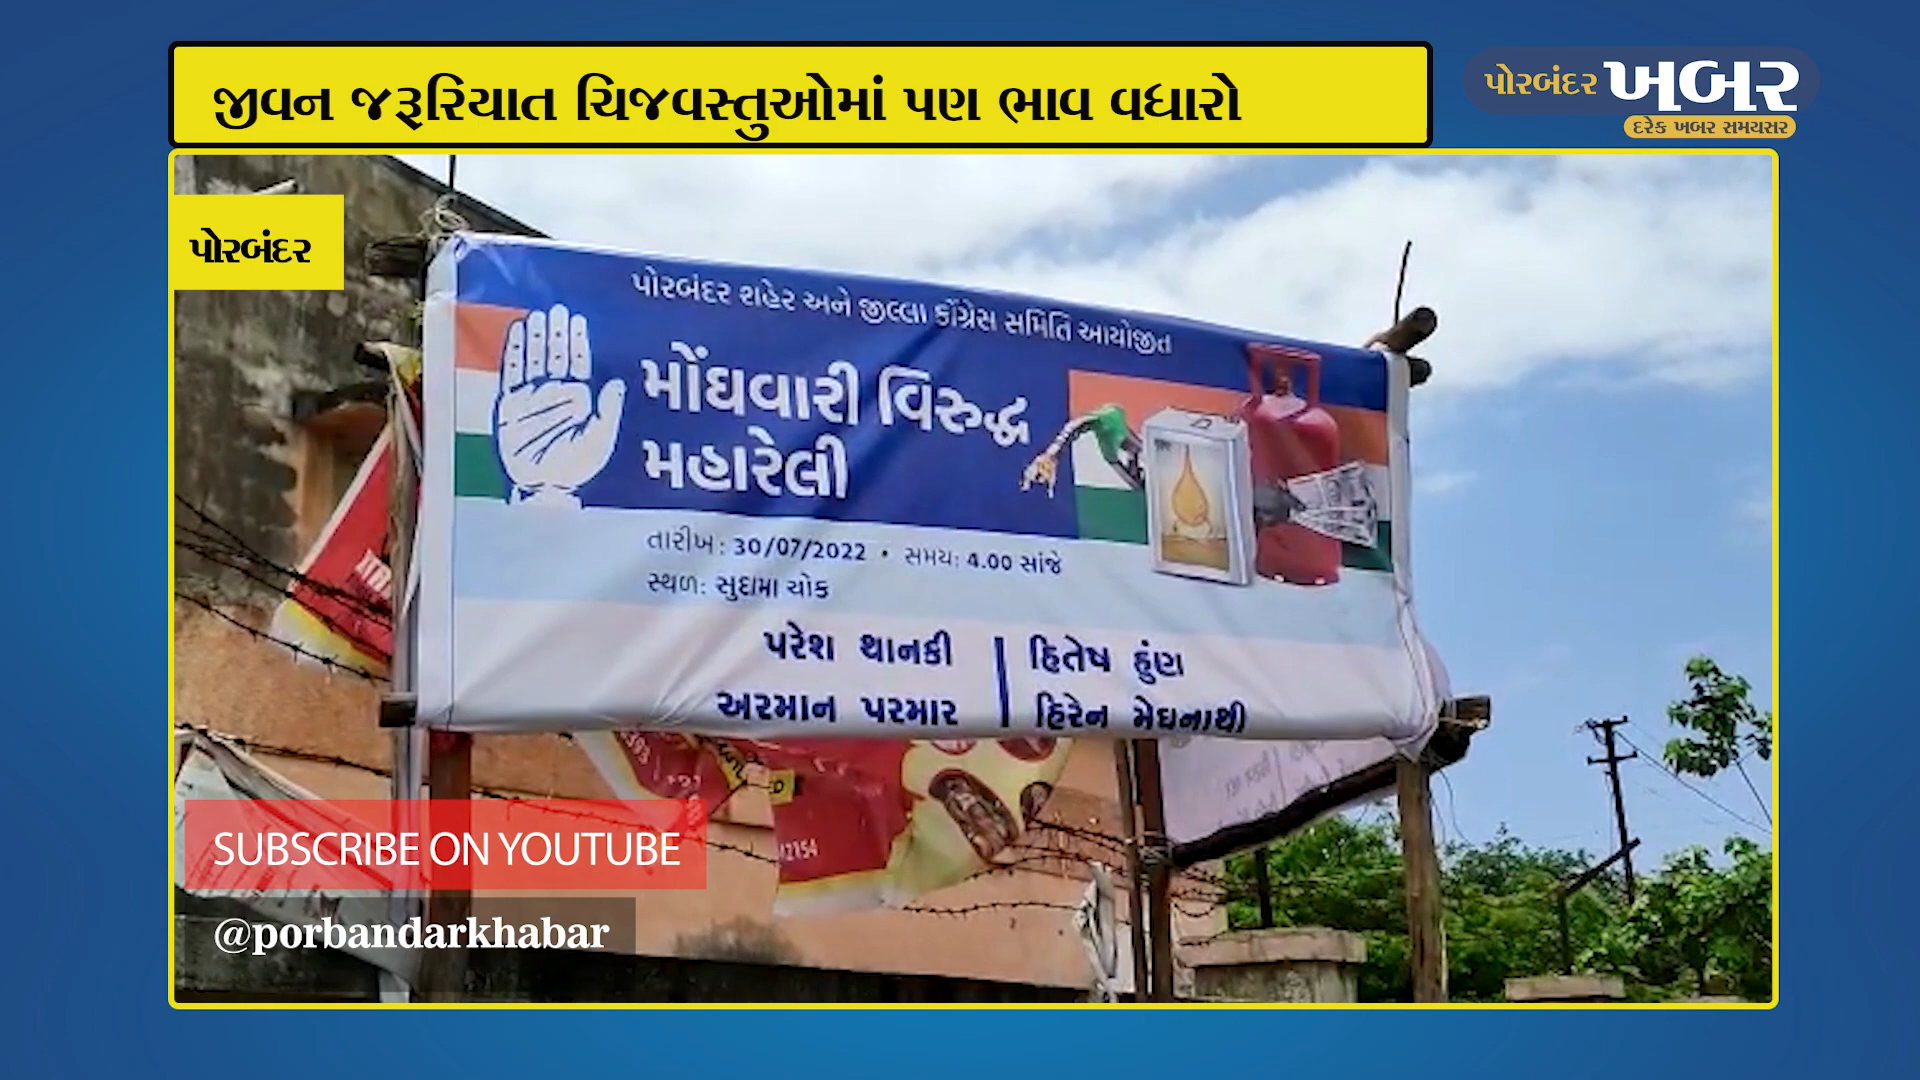 જીવન જરૂરિયાત ચિજવસ્તુઓમાં પણ ભાવ વધારો
પોરબંદર ખબર
દરેક ખબર સમયસર
પોરબંદર
પોરબંદર શહેર અને જીલ્લા કોંગ્રેસ સમિતિ આયોજીત
મોંઘવારી વિરુદ્ધ
મહારેલી
તારીખ : 30/07/2022 • સમય: 4.00 સાંજે
સ્થળ: સુદામા ચોક
પરેશ થાનકી | હિતેષ હુંણ
અરમાન પરમાર | હિરેન મેઘનાથી
SUBSCRIBE ON YOUTUBE
@porbandarkhabar